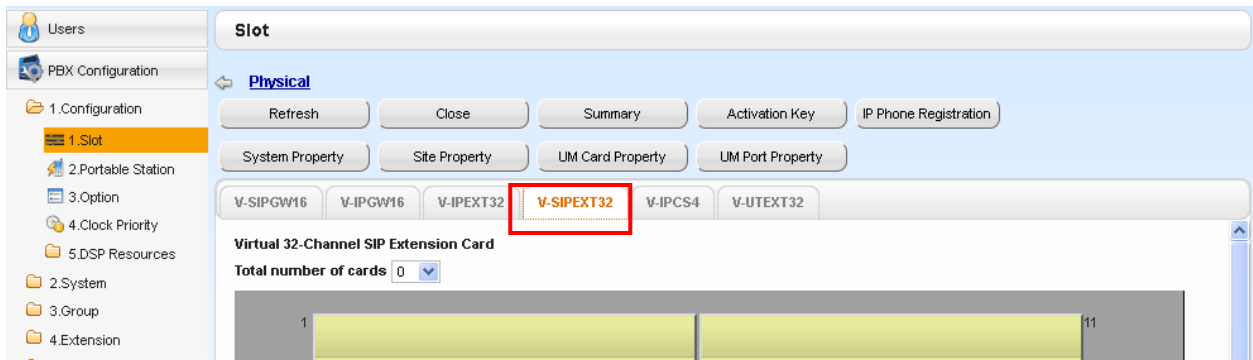 Users
PBX Configuration
1.Configuration
1.Slot
2.Portable Station
3.Option
4.Clock Priority
5.DSP Resources
2.System
3.Group
4.Extension
Slot
Physical
Refresh Close Summary Activation Key IP Phone Registration
System Property Site Property UM Card Property UM Port Property
V-SIPGW16 V-IPGW16 V-IPEXT32 V-SIPEXT32 V-IPCS4 V-UTEXT32
Virtual 32-Channel SIP Extension Card
Total number of cards 0
1 11